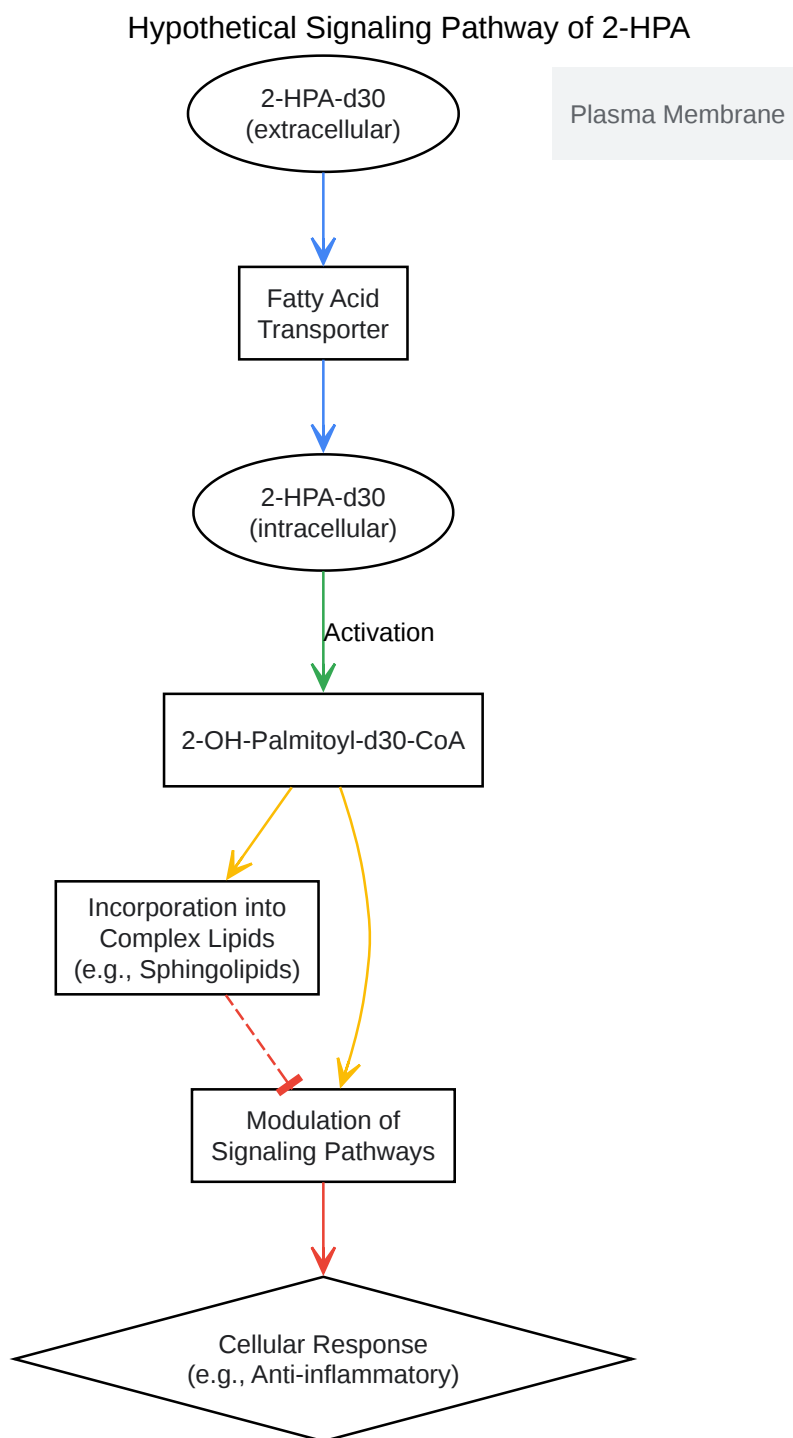 Hypothetical Signaling Pathway of 2-HPA
2-HPA-d30
(extracellular)
Plasma Membrane
Fatty Acid
Transporter
2-HPA-d30
(intracellular)
Activation
2-OH-Palmitoyl-d30-CoA
Incorporation into
Complex Lipids
(e.g., Sphingolipids)
Modulation of
Signaling Pathways
Cellular Response
(e.g., Anti-inflammatory)